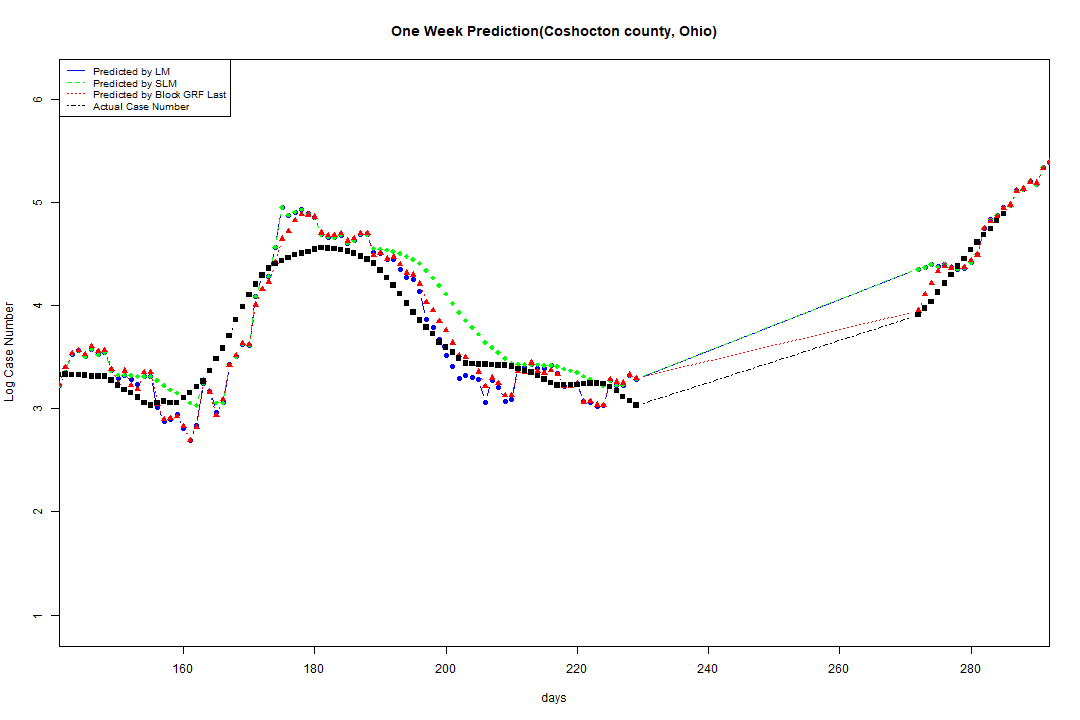 One Week Prediction(Coshocton county, Ohio)
Predicted by LM
Predicted by SLM
Predicted by Block GRF Last
Actual Case Number
Log Case Number
6
5
4
3
2
1
160 180 200 220 240 260 280
days